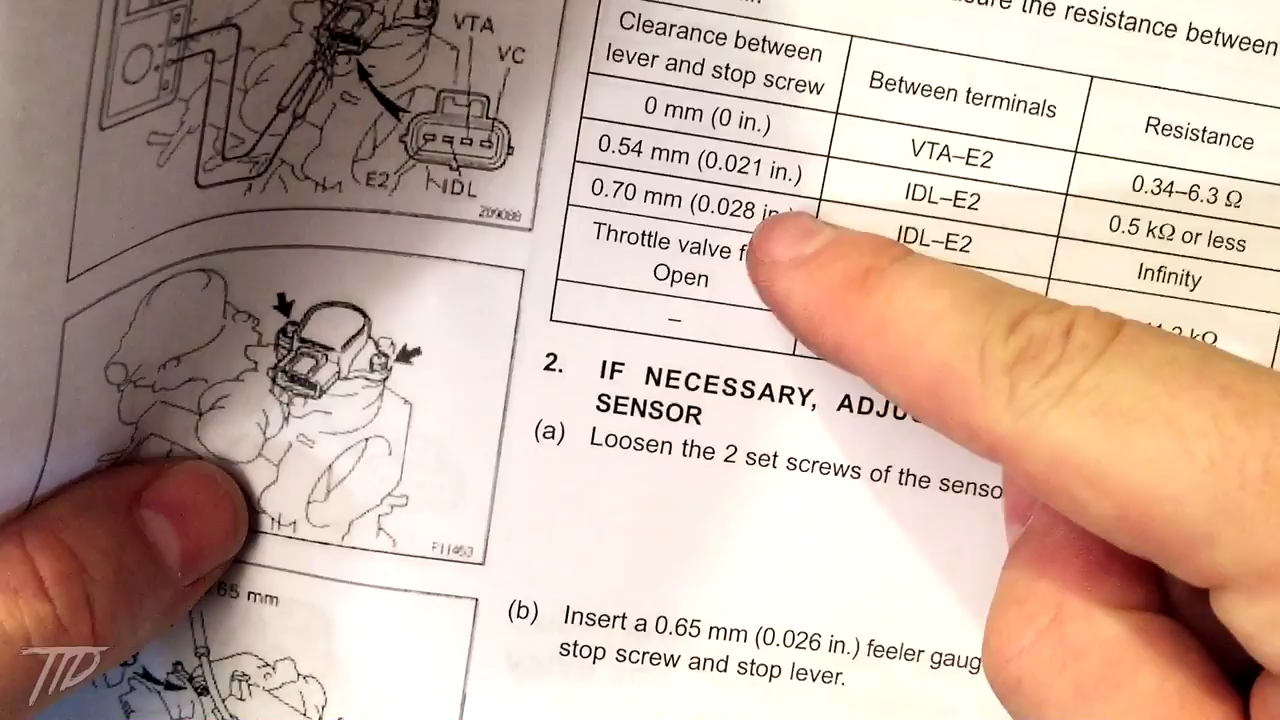 VTA
VC
E2
IDL
Z09088
F11453
65 mm
sure the resistance between
Clearance between
lever and stop screw
Between terminals
Resistance
0 mm (0 in.)
VTA–E2
0.34–6.3 Ω
0.54 mm (0.021 in.)
IDL–E2
0.5 kΩ or less
0.70 mm (0.028 in
IDL–E2
Infinity
Throttle valve f
Open
kΩ
–
2. IF NECESSARY, ADJU
SENSOR
(a) Loosen the 2 set screws of the senso
(b) Insert a 0.65 mm (0.026 in.) feeler gaug
stop screw and stop lever.
TTD